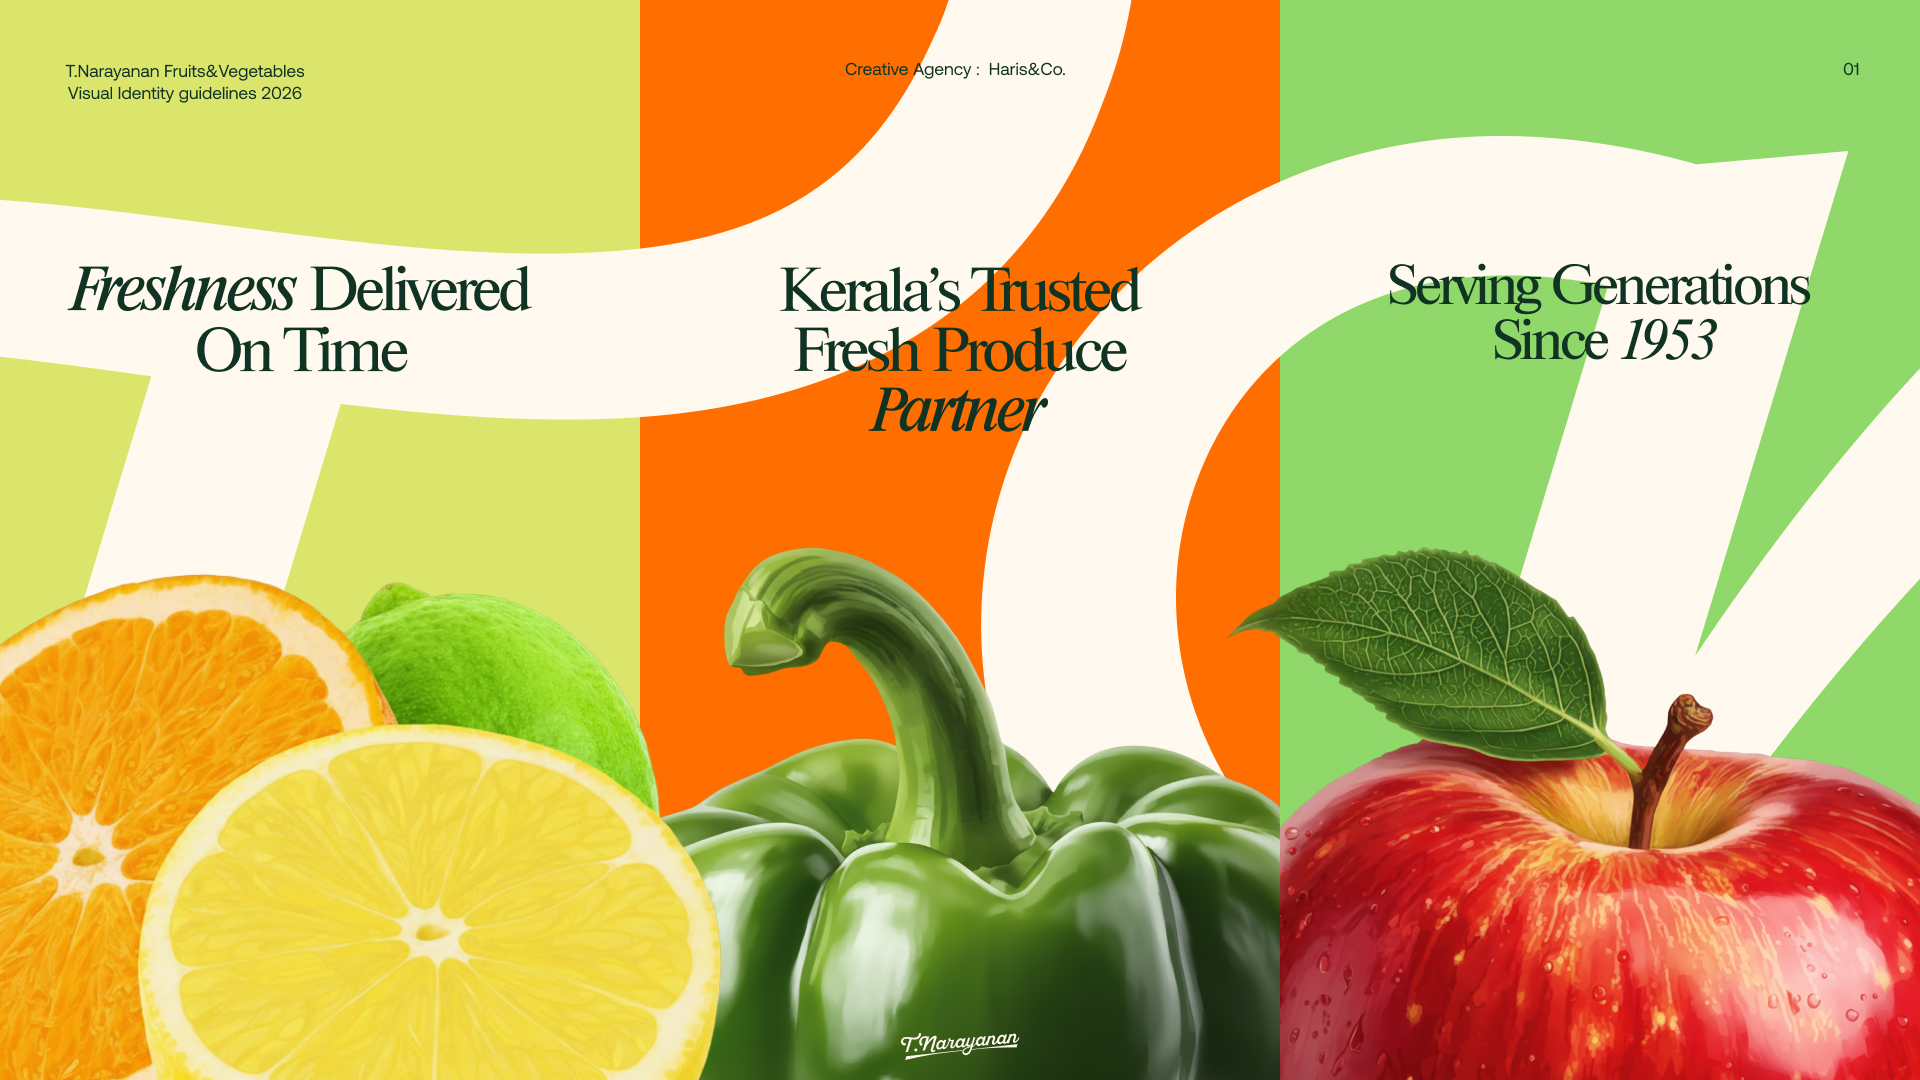 T.Narayanan Fruits&Vegetables
Visual Identity guidelines 2026
Creative Agency : Haris&Co.
01
Freshness Delivered
On Time
Kerala’s Trusted
Fresh Produce
Partner
Serving Generations
Since 1953
T.Narayanan